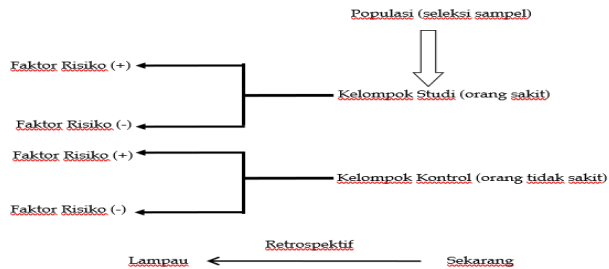 Populasi (seleksi sampel)
Faktor Risiko (+)
Kelompok Studi (orang sakit)
Faktor Risiko (-)
Faktor Risiko (+)
Kelompok Kontrol (orang tidak sakit)
Faktor Risiko (-)
Retrospektif
Lampau Sekarang